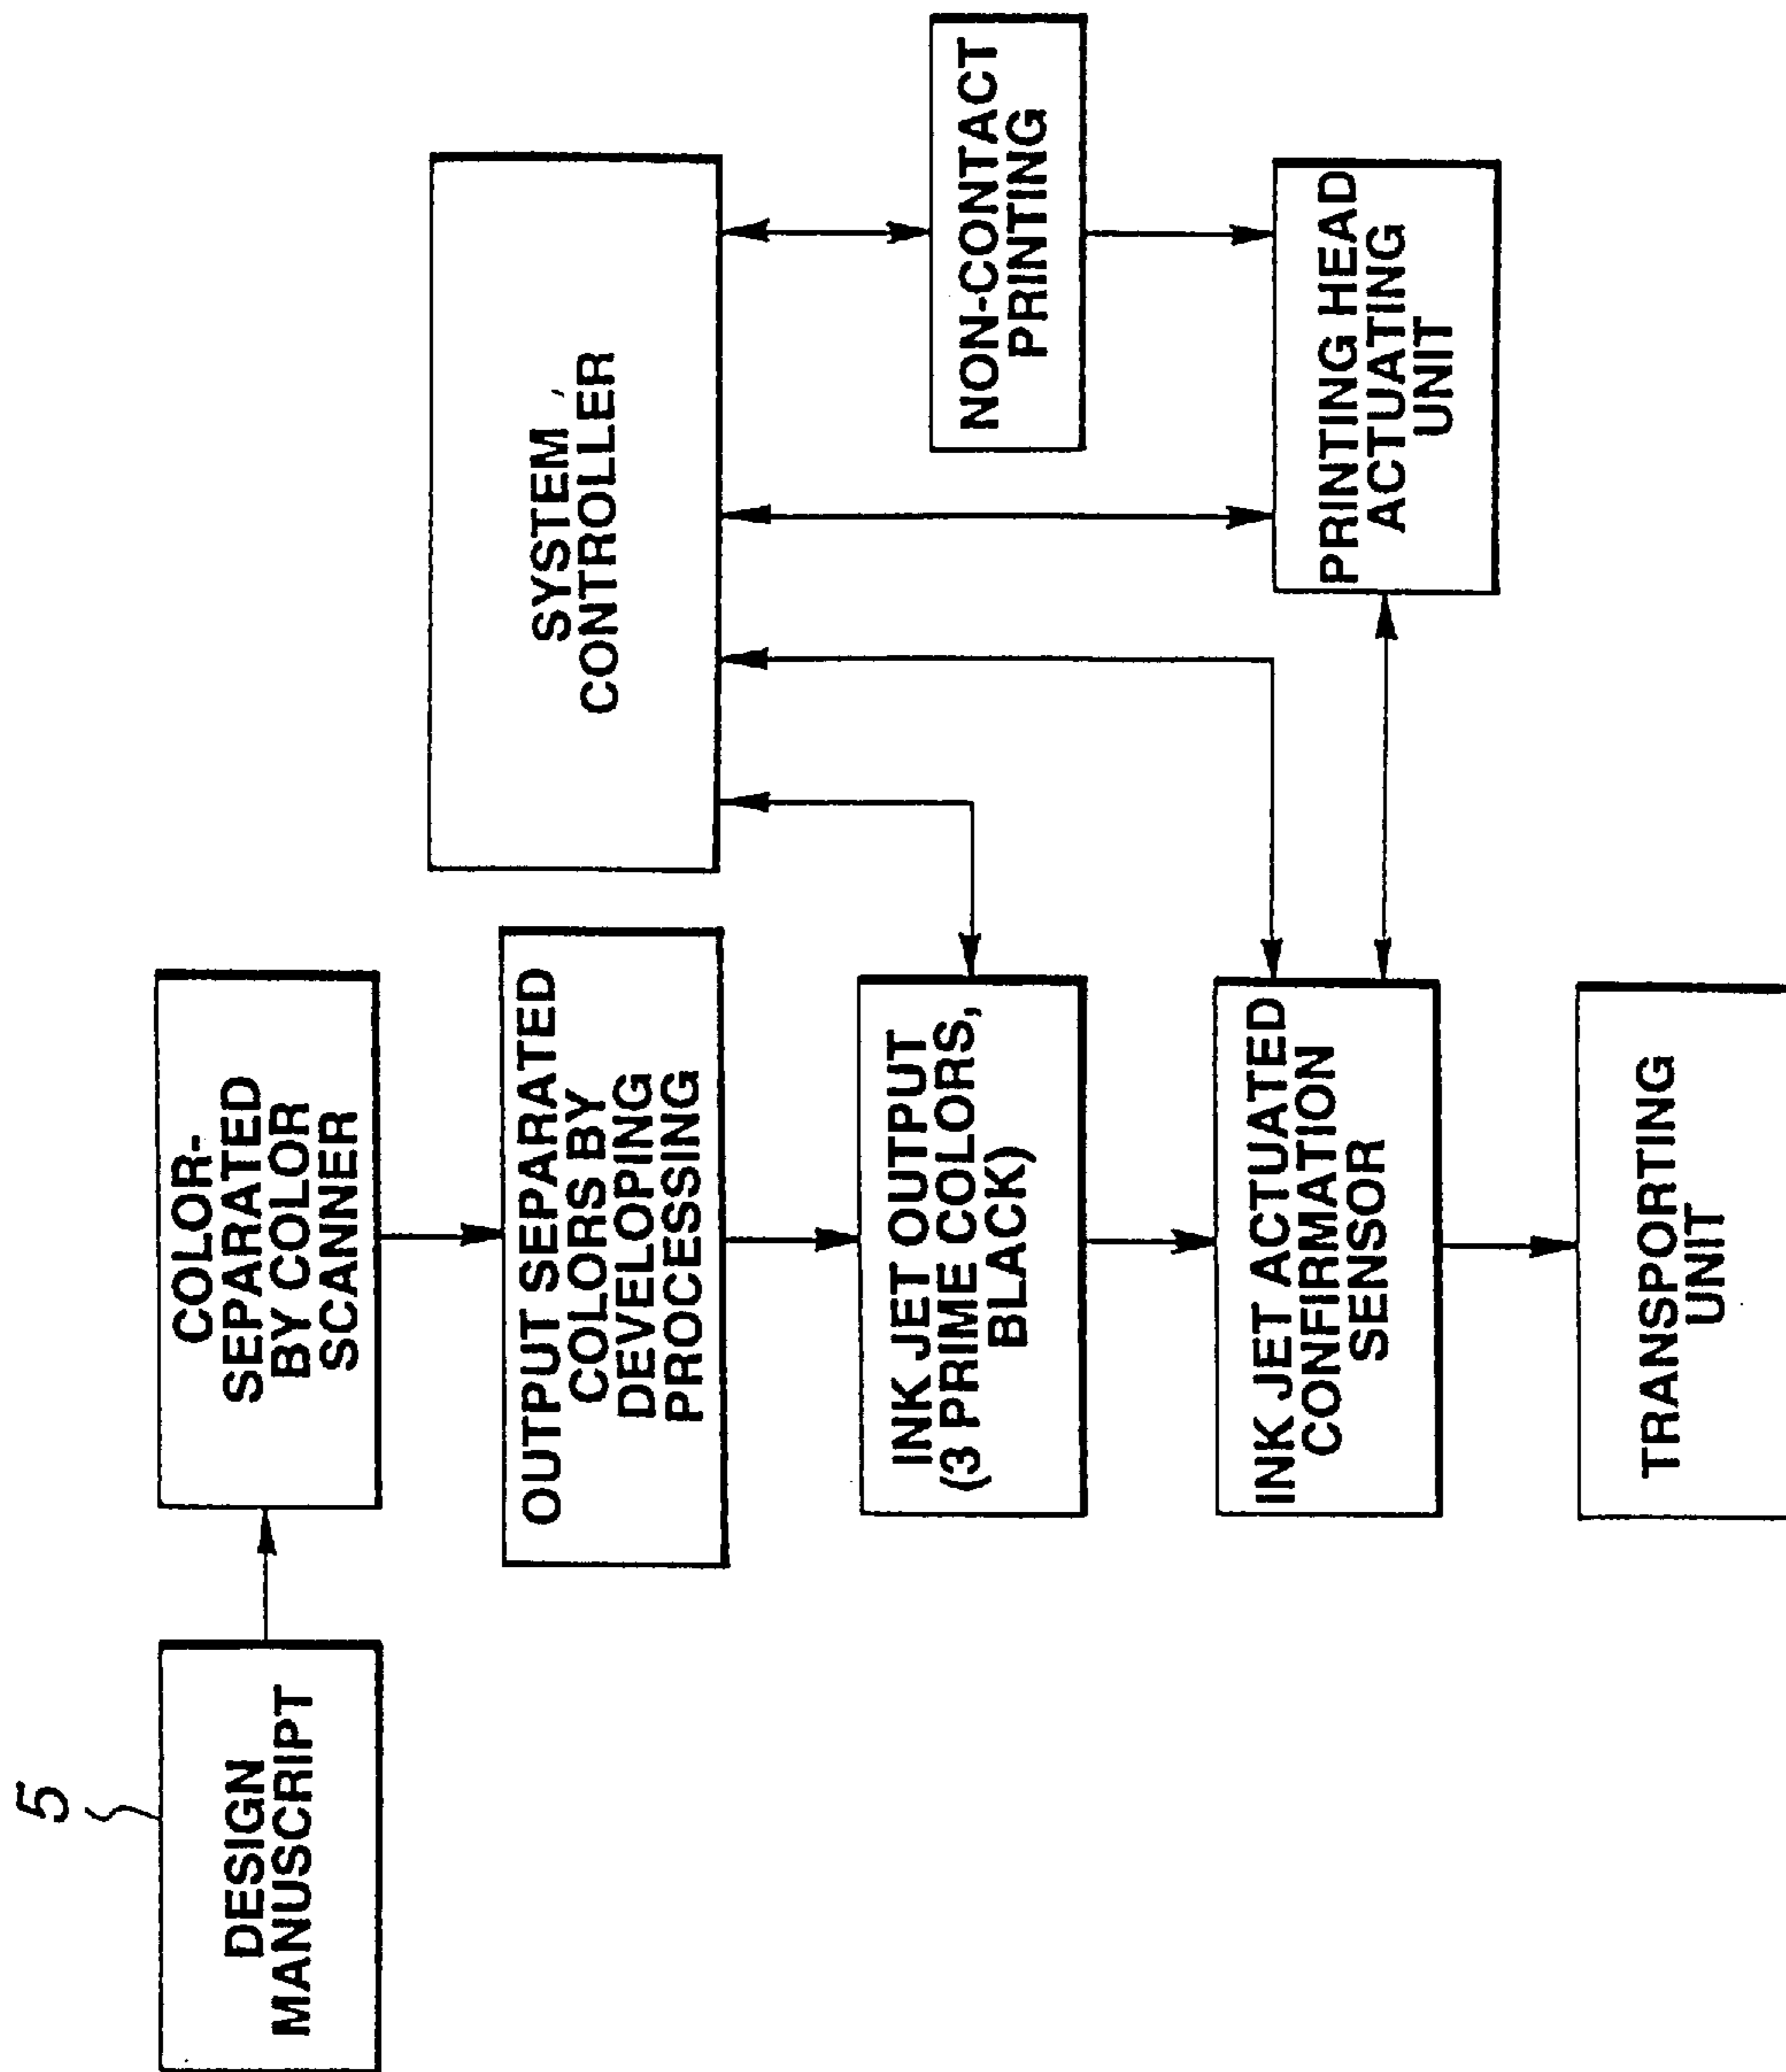 5
DESIGN
MANUSCRIPT
COLOR-
SEPARATED
BY COLOR
SCANNER
OUTPUT SEPARATED
COLORS BY
DEVELOPING
PROCESSING
INK JET OUTPUT
(3 PRIME COLORS,
BLACK)
INK JET ACTUATED
CONFIRMATION
SENSOR
TRANSPORTING
UNIT
SYSTEM
CONTROLLER
NON-CONTACT
PRINTING
PRINTING HEAD
ACTUATING
UNIT